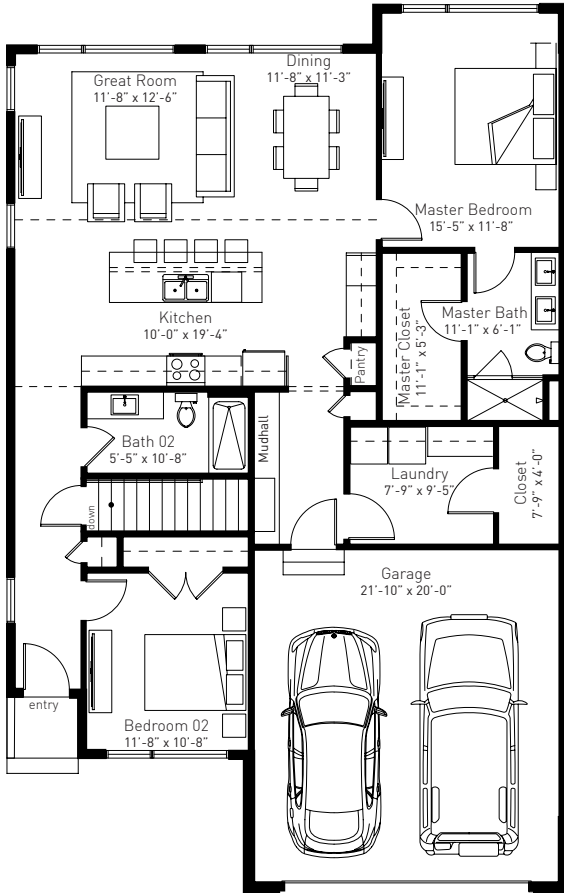 Dining
11'-8" x 11'-3"
Great Room
11'-8" x 12'-6"
Master Bedroom
15'-5" x 11'-8"
Kitchen
10'-0" x 19'-4"
Master Bath
11'-1" x 6'-1"
Master Closet
11'-1" x 5'-3"
Pantry
Bath 02
5'-5" x 10'-8"
Mudhall
Laundry
7'-9" x 9'-5"
Closet
7'-9" x 4'-0"
down
Garage
21'-10" x 20'-0"
entry
Bedroom 02
11'-8" x 10'-8"